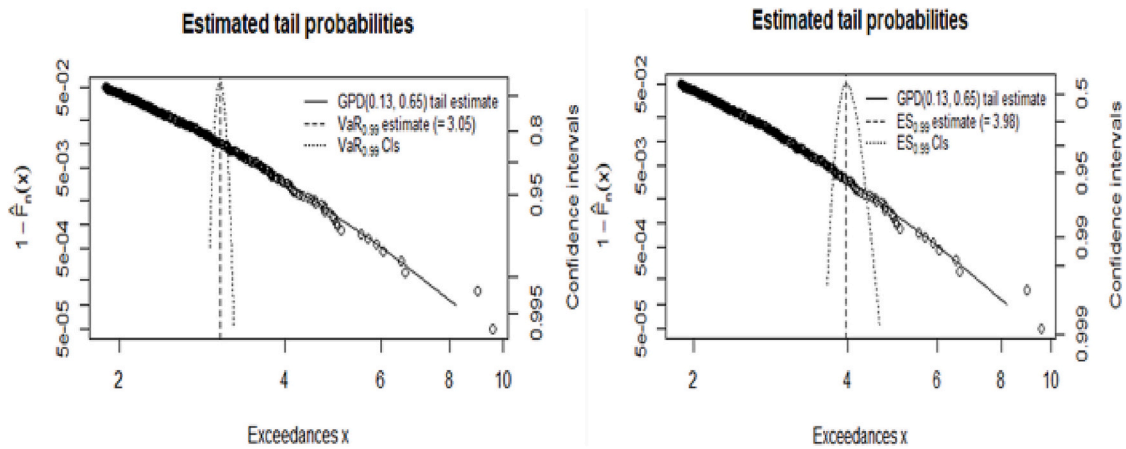 Estimated tail probabilities
GPD(0.13, 0.65) tail estimate
VaR0.99 estimate (= 3.05)
VaR0.99 CIs
1 − F̂n(x)
5e-02
5e-03
5e-04
5e-05
0.8
0.95
0.995
Confidence intervals
2 4 6 8 10
Exceedances x
Estimated tail probabilities
GPD(0.13, 0.65) tail estimate
ES0.99 estimate (= 3.98)
ES0.99 CIs
1 − F̂n(x)
5e-02
5e-03
5e-04
5e-05
0.5
0.95
0.99
0.999
Confidence intervals
2 4 6 8 10
Exceedances x